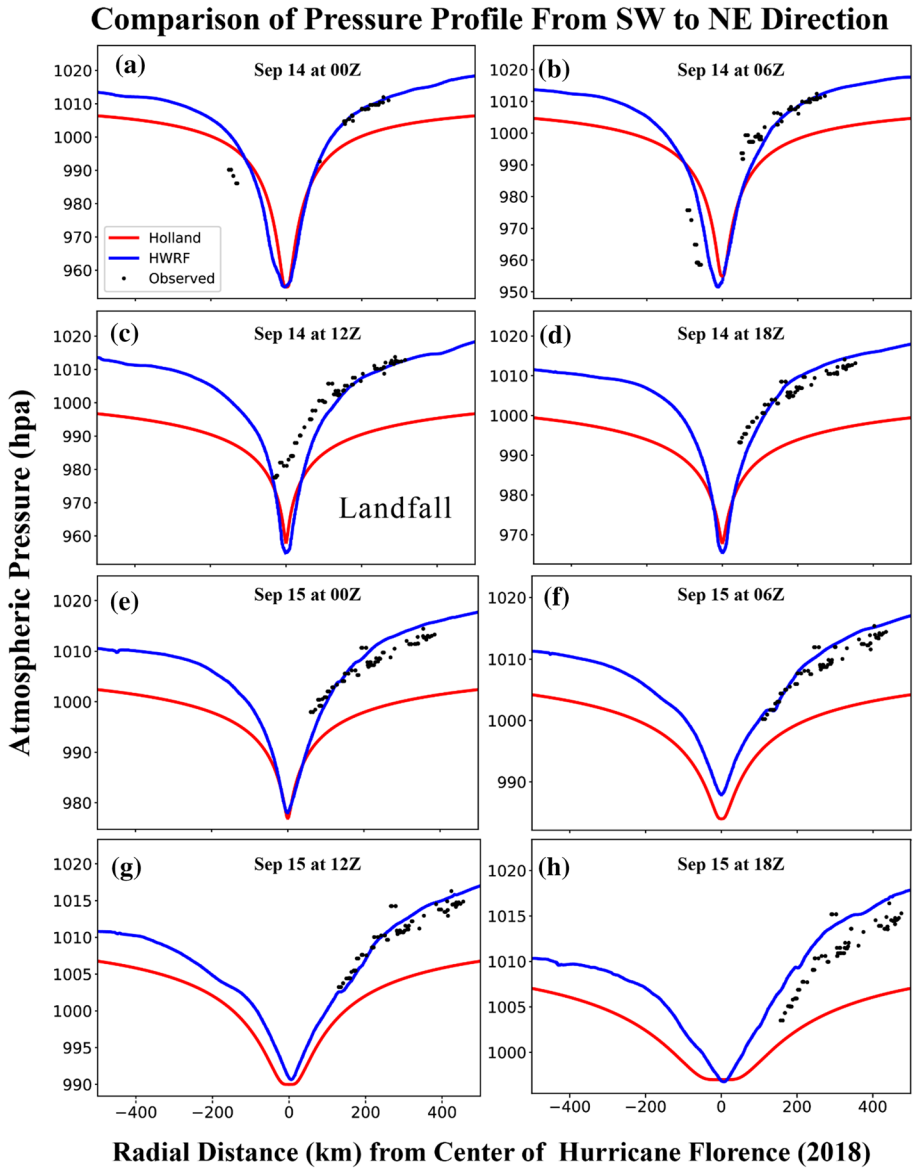 Comparison of Pressure Profile From SW to NE Direction
(a)
Sep 14 at 00Z
1020
1010
1000
990
980
970
960
Holland
HWRF
Observed
(b)
Sep 14 at 06Z
1020
1010
1000
990
980
970
960
950
(c)
Sep 14 at 12Z
1020
1010
1000
990
980
970
960
Landfall
(d)
Sep 14 at 18Z
1020
1010
1000
990
980
970
Atmospheric Pressure (hpa)
(e)
Sep 15 at 00Z
1020
1010
1000
990
980
(f)
Sep 15 at 06Z
1020
1010
1000
990
(g)
Sep 15 at 12Z
1020
1015
1010
1005
1000
995
990
−400 −200 0 200 400
(h)
Sep 15 at 18Z
1020
1015
1010
1005
1000
−400 −200 0 200 400
Radial Distance (km) from Center of Hurricane Florence (2018)